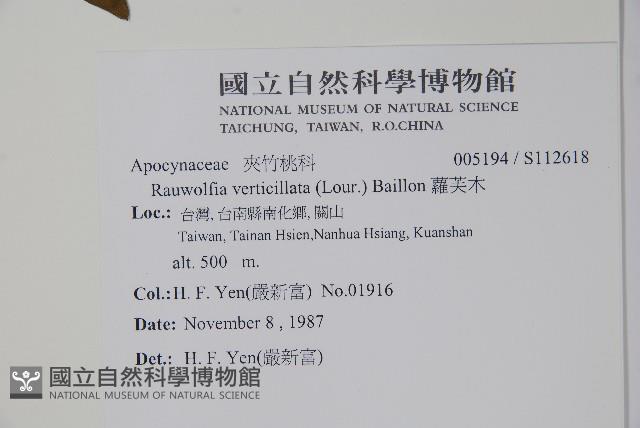 國立自然科學博物館
NATIONAL MUSEUM OF NATURAL SCIENCE
TAICHUNG, TAIWAN, R.O.CHINA
Apocynaceae 夾竹桃科 005194 / S112618
Rauwolfia verticillata (Lour.) Baillon 蘿芙木
Loc.: 台灣, 台南縣南化鄉, 關山
Taiwan, Tainan Hsien,Nanhua Hsiang, Kuanshan
alt. 500 m.
Col.:H. F. Yen(嚴新富) No.01916
Date: November 8 , 1987
Det.: H. F. Yen(嚴新富)
國立自然科學博物館
NATIONAL MUSEUM OF NATURAL SCIENCE